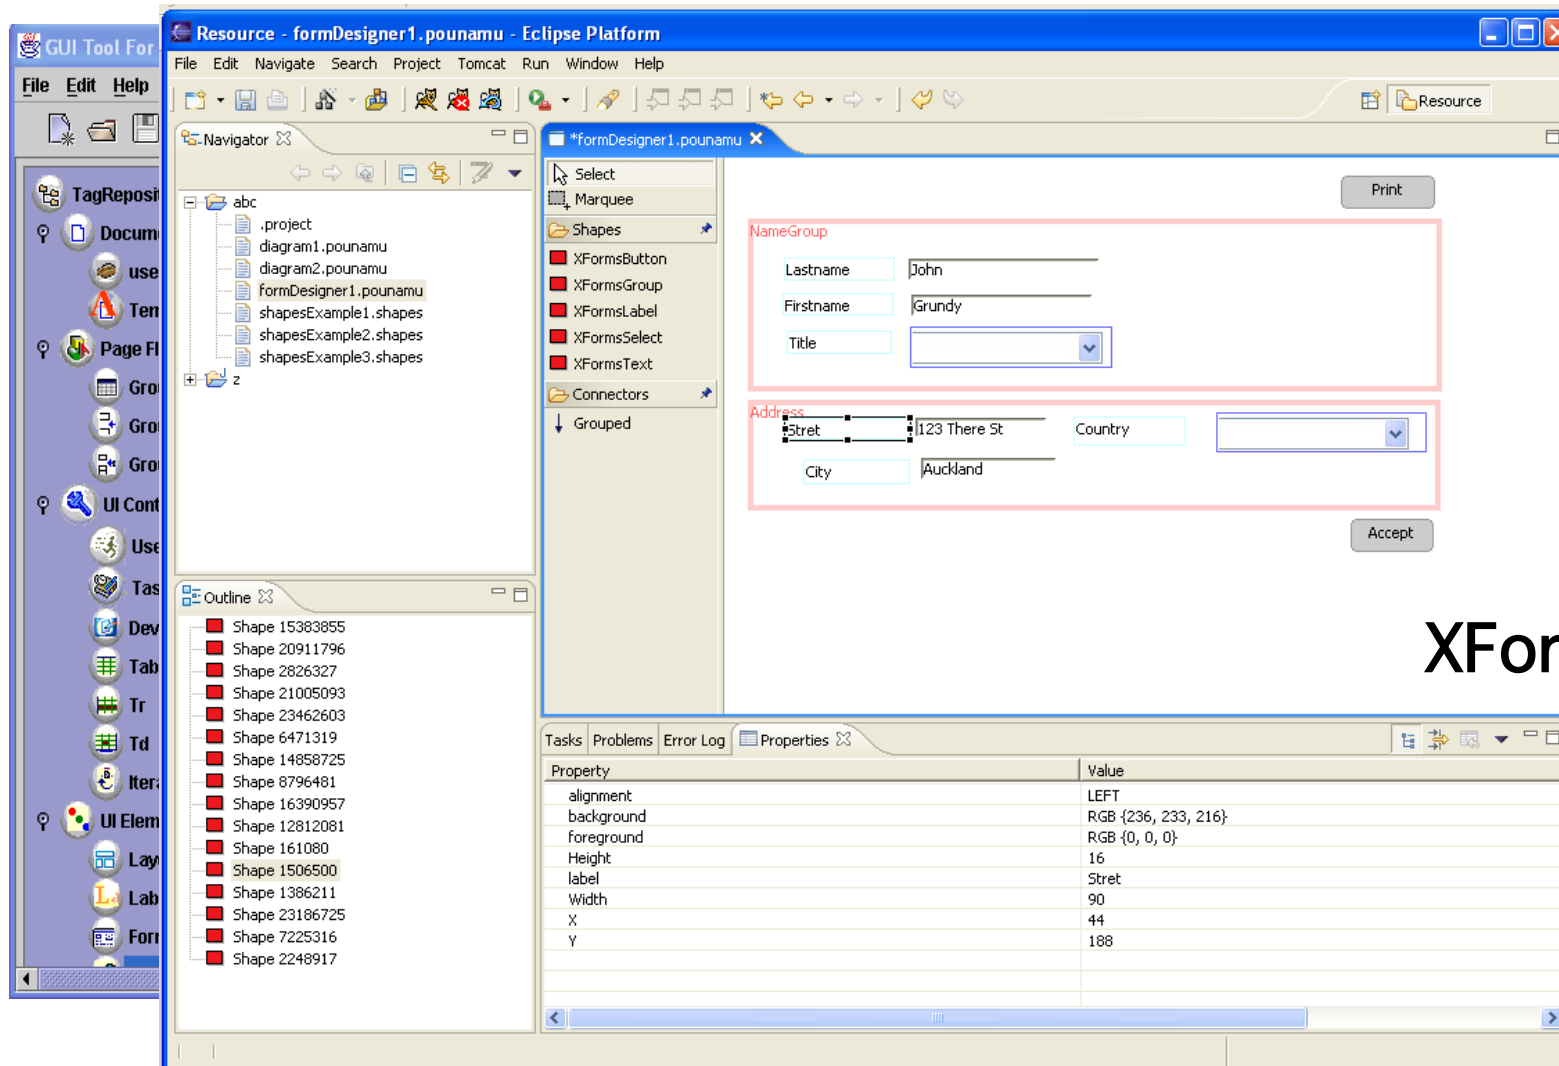 GUI Tool For
File Edit Help
TagReposi
Docum
use
Tem
Page Fl
Gro
Gro
Gro
UI Cont
Use
Tas
Dev
Tab
Tr
Td
Itera
UI Elem
Lay
Lab
For
Resource - formDesigner1.pounamu - Eclipse Platform
File Edit Navigate Search Project Tomcat Run Window Help
Resource
Navigator
abc
.project
diagram1.pounamu
diagram2.pounamu
formDesigner1.pounamu
shapesExample1.shapes
shapesExample2.shapes
shapesExample3.shapes
z
*formDesigner1.pounamu
Select
Marquee
Shapes
XFormsButton
XFormsGroup
XFormsLabel
XFormsSelect
XFormsText
Connectors
Grouped
Print
NameGroup
Lastname John
Firstname Grundy
Title
Address
Stret 123 There St Country
City Auckland
Accept
XFor
Outline
Shape 15383855
Shape 20911796
Shape 2826327
Shape 21005093
Shape 23462603
Shape 6471319
Shape 14858725
Shape 8796481
Shape 16390957
Shape 12812081
Shape 161080
Shape 1506500
Shape 1386211
Shape 23186725
Shape 7225316
Shape 2248917
Tasks Problems Error Log Properties
Property Value
alignment LEFT
background RGB {236, 233, 216}
foreground RGB {0, 0, 0}
Height 16
label Stret
Width 90
X 44
Y 188